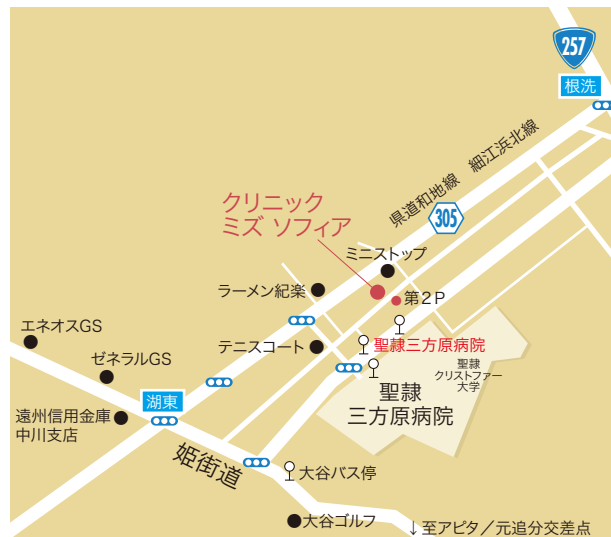 257
根洗
県道和地線 細江浜北線
305
クリニック
ミズ ソフィア
ミニストップ
ラーメン紀楽
第2P
エネオスGS
テニスコート
聖隷三方原病院
ゼネラルGS
聖隷
クリストファー
大学
聖隷
三方原病院
湖東
遠州信用金庫
中川支店
姫街道
大谷バス停
大谷ゴルフ
↓至アピタ／元追分交差点